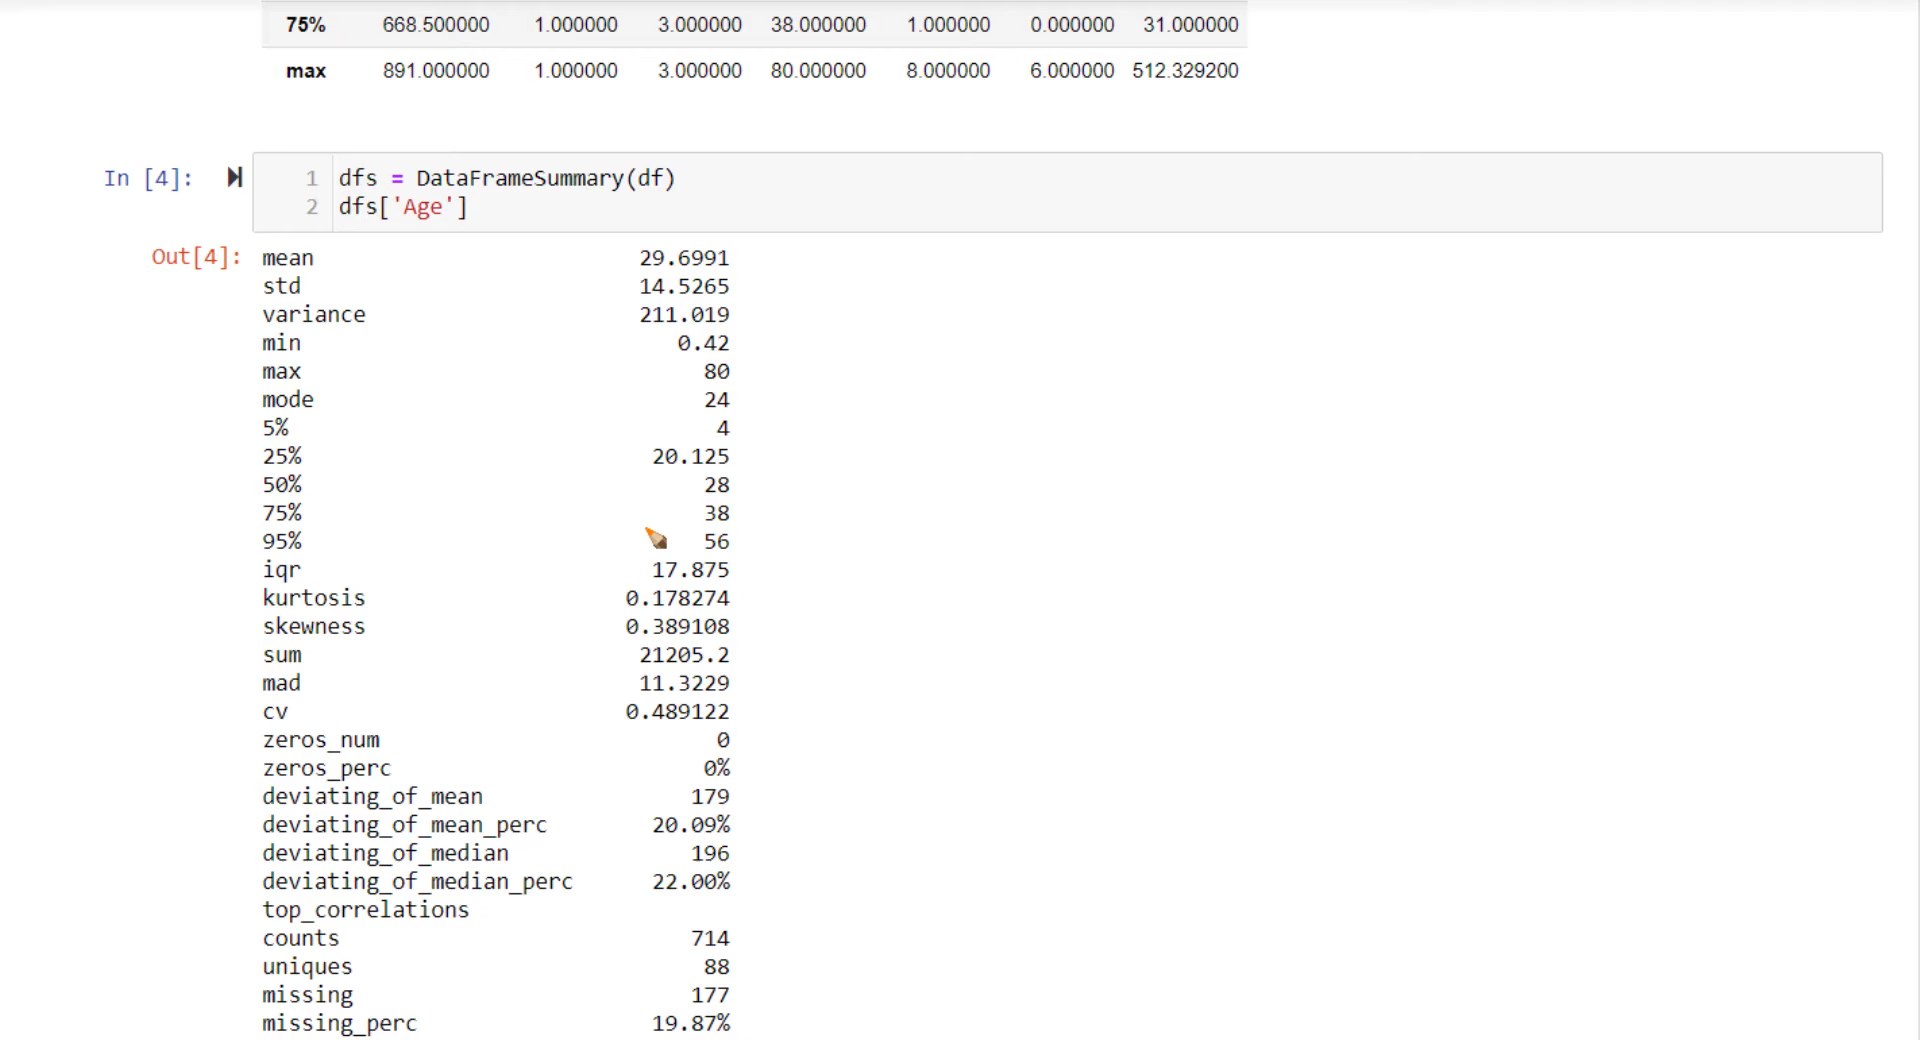 75% 668.500000 1.000000 3.000000 38.000000 1.000000 0.000000 31.000000
max 891.000000 1.000000 3.000000 80.000000 8.000000 6.000000 512.329200
In [4]:
1 dfs = DataFrameSummary(df)
2 dfs['Age']
Out[4]:
mean 29.6991
std 14.5265
variance 211.019
min 0.42
max 80
mode 24
5% 4
25% 20.125
50% 28
75% 38
95% 56
iqr 17.875
kurtosis 0.178274
skewness 0.389108
sum 21205.2
mad 11.3229
cv 0.489122
zeros_num 0
zeros_perc 0%
deviating_of_mean 179
deviating_of_mean_perc 20.09%
deviating_of_median 196
deviating_of_median_perc 22.00%
top_correlations
counts 714
uniques 88
missing 177
missing_perc 19.87%